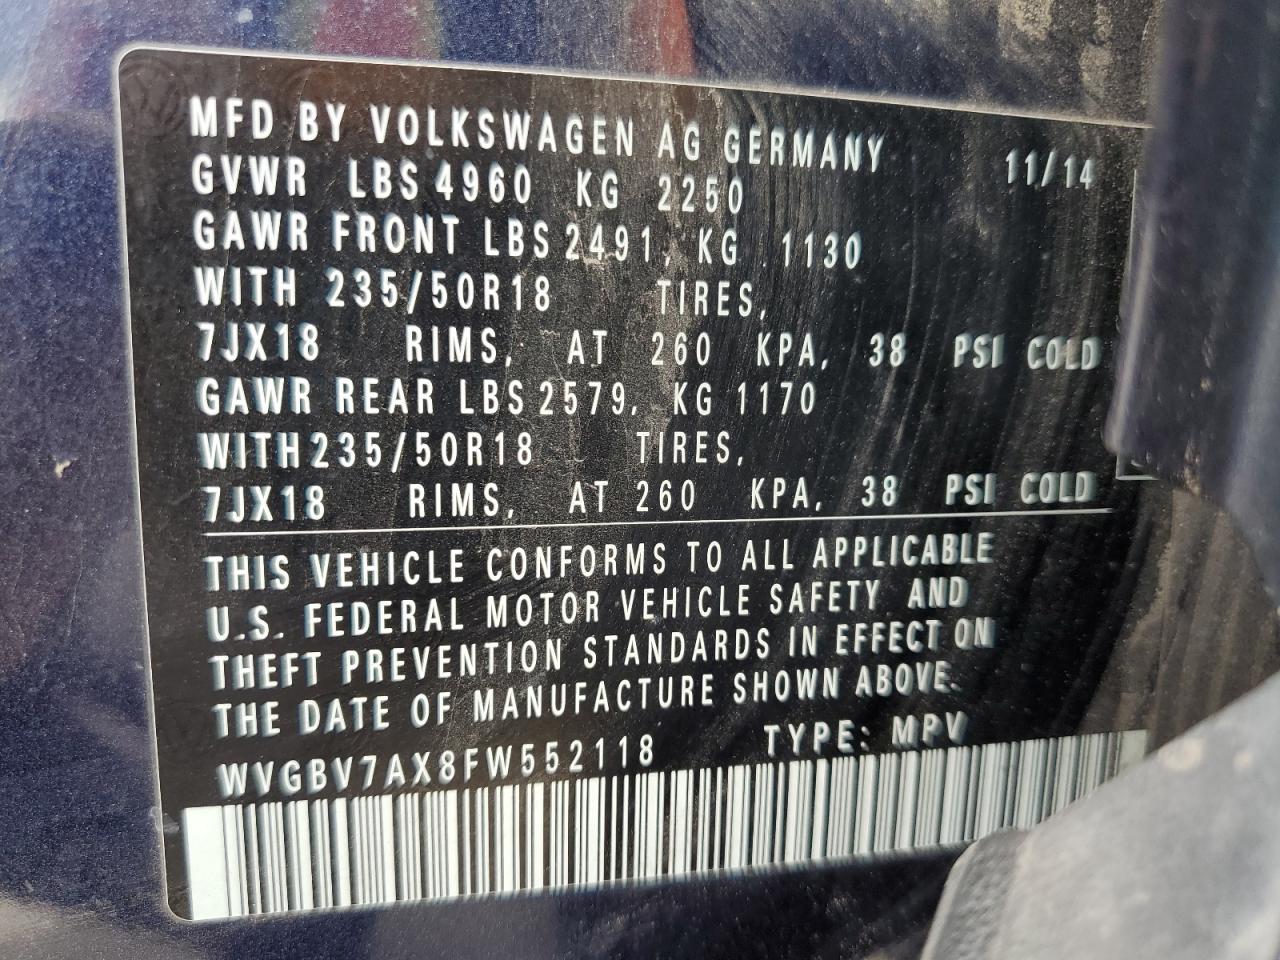 MFD BY VOLKSWAGEN AG GERMANY 11/14
GVWR LBS 4960 KG 2250
GAWR FRONT LBS 2491, KG 1130
WITH 235/50R18 TIRES,
7JX18 RIMS, AT 260 KPA, 38 PSI COLD
GAWR REAR LBS 2579, KG 1170
WITH 235/50R18 TIRES,
7JX18 RIMS, AT 260 KPA, 38 PSI COLD
THIS VEHICLE CONFORMS TO ALL APPLICABLE
U.S. FEDERAL MOTOR VEHICLE SAFETY AND
THEFT PREVENTION STANDARDS IN EFFECT ON
THE DATE OF MANUFACTURE SHOWN ABOVE.
WVGBV7AX8FW552118 TYPE: MPV